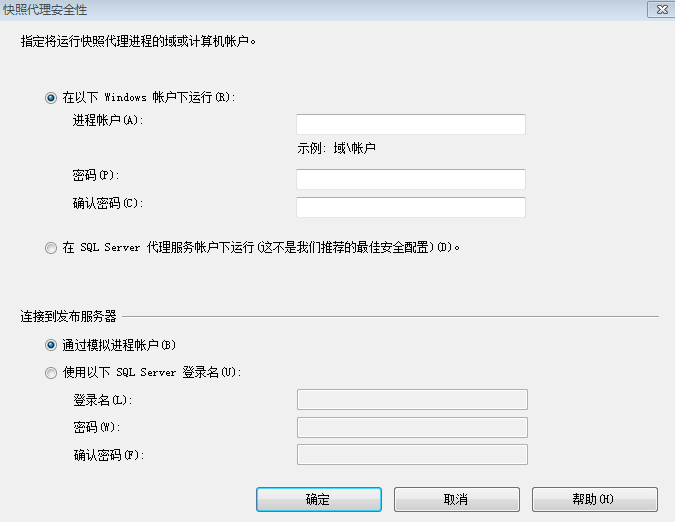 快照代理安全性
指定将运行快照代理进程的域或计算机帐户。
在以下 Windows 帐户下运行(R):
进程帐户(A):
示例: 域\帐户
密码(P):
确认密码(C):
在 SQL Server 代理服务帐户下运行(这不是我们推荐的最佳安全配置)(D)。
连接到发布服务器
通过模拟进程帐户(B)
使用以下 SQL Server 登录名(U):
登录名(L):
密码(W):
确认密码(F):
确定 取消 帮助(H)